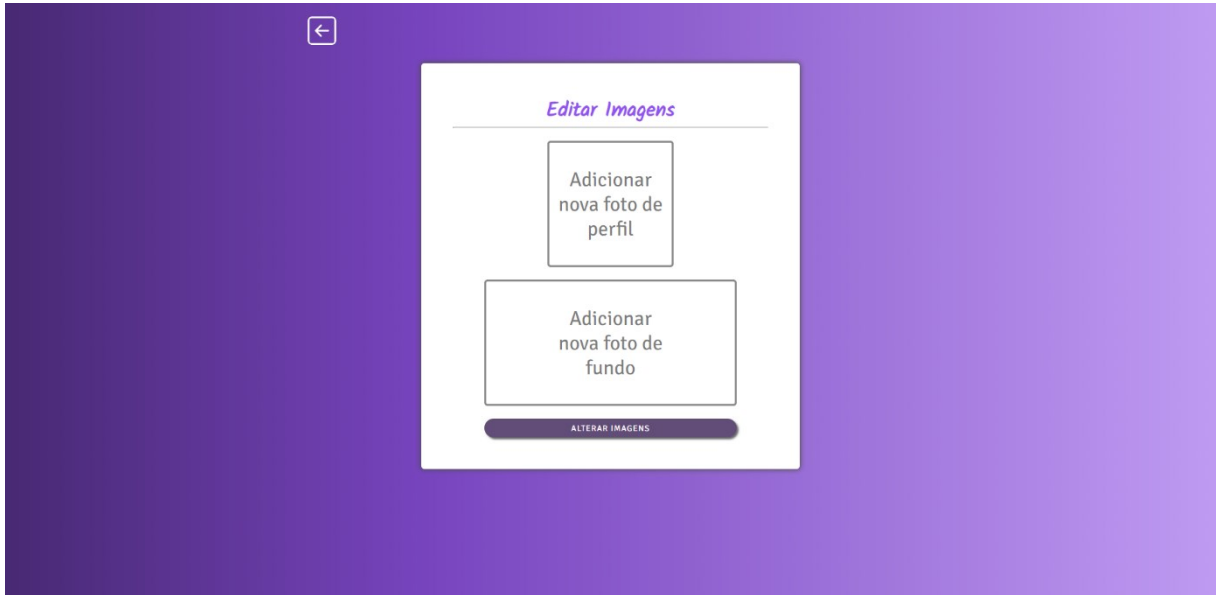 Editar Imagens
Adicionar
nova foto de
perfil
Adicionar
nova foto de
fundo
ALTERAR IMAGENS